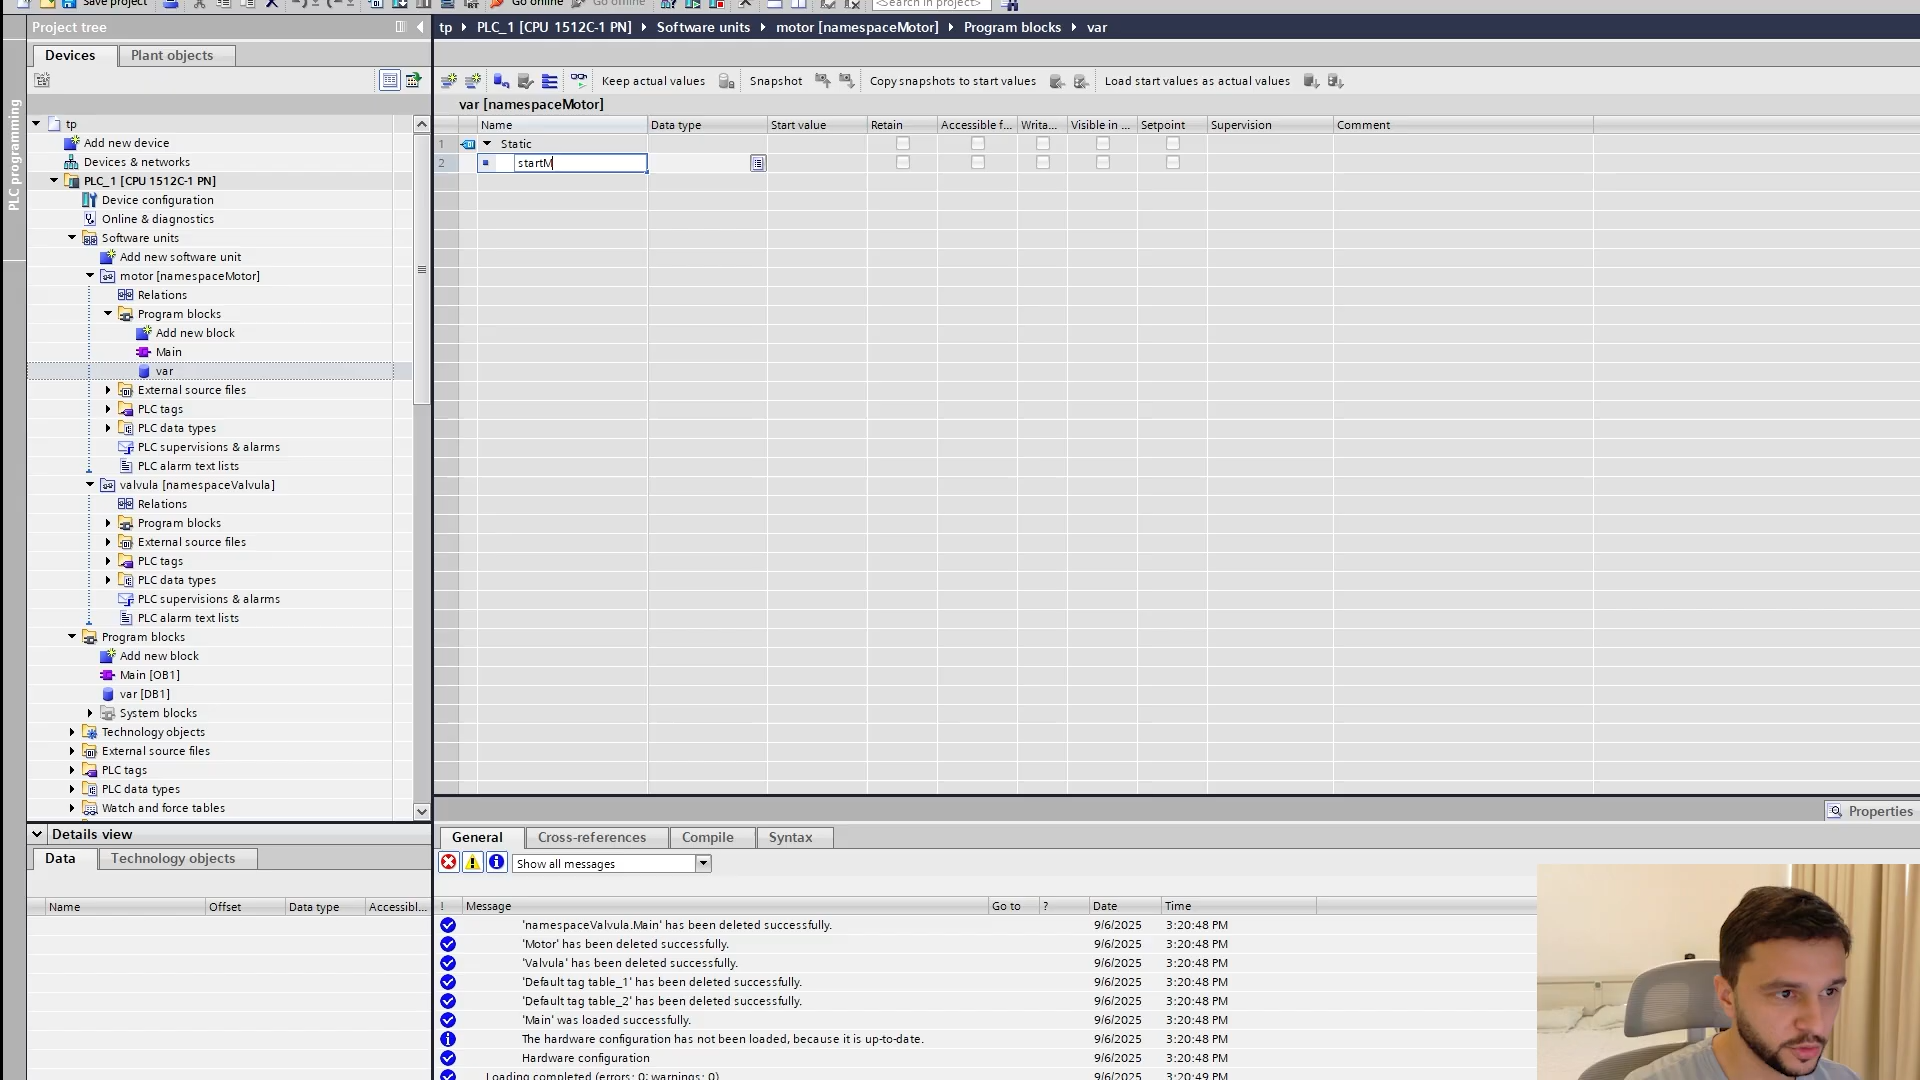 Save project
Go online
Go offline
<Search in project>
PLC programming
Project tree
Devices
Plant objects
tp
Add new device
Devices & networks
PLC_1 [CPU 1512C-1 PN]
Device configuration
Online & diagnostics
Software units
Add new software unit
motor [namespaceMotor]
Relations
Program blocks
Add new block
Main
var
External source files
PLC tags
PLC data types
PLC supervisions & alarms
PLC alarm text lists
valvula [namespaceValvula]
Relations
Program blocks
External source files
PLC tags
PLC data types
PLC supervisions & alarms
PLC alarm text lists
Program blocks
Add new block
Main [OB1]
var [DB1]
System blocks
Technology objects
External source files
PLC tags
PLC data types
Watch and force tables
Details view
Data
Technology objects
Name Offset Data type Accessibl...
tp PLC_1 [CPU 1512C-1 PN] Software units motor [namespaceMotor] Program blocks var
Keep actual values Snapshot Copy snapshots to start values Load start values as actual values
var [namespaceMotor]
Name Data type Start value Retain Accessible f... Writa... Visible in ... Setpoint Supervision Comment
1 Static
2 startM
Properties
General Cross-references Compile Syntax
Show all messages
! Message Go to ? Date Time
'namespaceValvula.Main' has been deleted successfully. 9/6/2025 3:20:48 PM
'Motor' has been deleted successfully. 9/6/2025 3:20:48 PM
'Valvula' has been deleted successfully. 9/6/2025 3:20:48 PM
'Default tag table_1' has been deleted successfully. 9/6/2025 3:20:48 PM
'Default tag table_2' has been deleted successfully. 9/6/2025 3:20:48 PM
'Main' was loaded successfully. 9/6/2025 3:20:48 PM
The hardware configuration has not been loaded, because it is up-to-date. 9/6/2025 3:20:48 PM
Hardware configuration 9/6/2025 3:20:48 PM
Loading completed (errors: 0; warnings: 0) 9/6/2025 3:20:49 PM